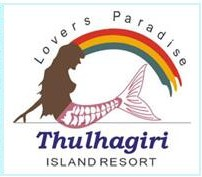 Lovers Paradise
Thulhagiri
ISLAND RESORT